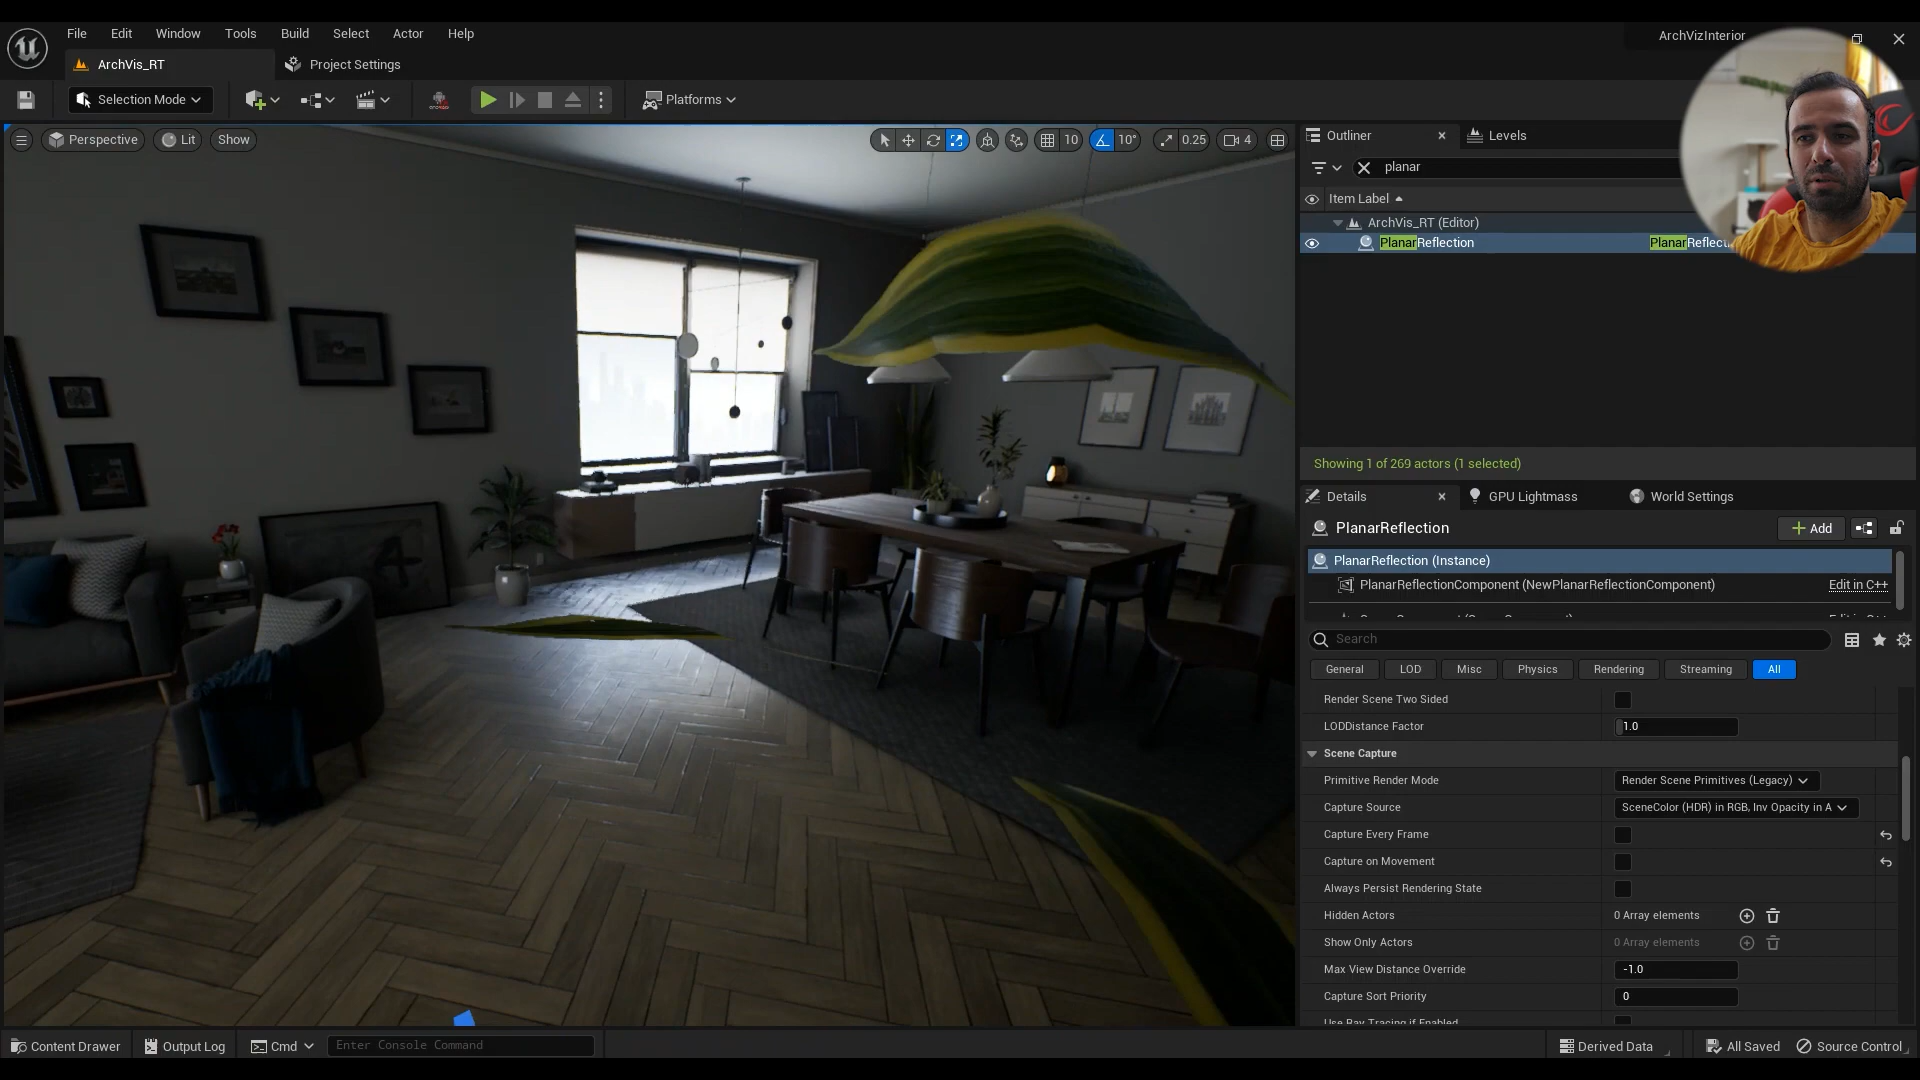 File Edit Window Tools Build Select Actor Help
ArchVizInterior
ArchVis_RT
Project Settings
Selection Mode
Platforms
Perspective
Lit
Show
10
10°
0.25
4
Outliner
Levels
planar
Item Label
ArchVis_RT (Editor)
PlanarReflection
Showing 1 of 269 actors (1 selected)
Details
GPU Lightmass
World Settings
PlanarReflection
Add
PlanarReflection (Instance)
PlanarReflectionComponent (NewPlanarReflectionComponent)
Edit in C++
Search
General
LOD
Misc
Physics
Rendering
Streaming
All
Render Scene Two Sided
LODDistance Factor
1.0
Scene Capture
Primitive Render Mode
Render Scene Primitives (Legacy)
Capture Source
SceneColor (HDR) in RGB, Inv Opacity in A
Capture Every Frame
Capture on Movement
Always Persist Rendering State
Hidden Actors
0 Array elements
Show Only Actors
0 Array elements
Max View Distance Override
-1.0
Capture Sort Priority
0
Use Ray Tracing if Enabled
Content Drawer
Output Log
Cmd
Enter Console Command
Derived Data
All Saved
Source Control